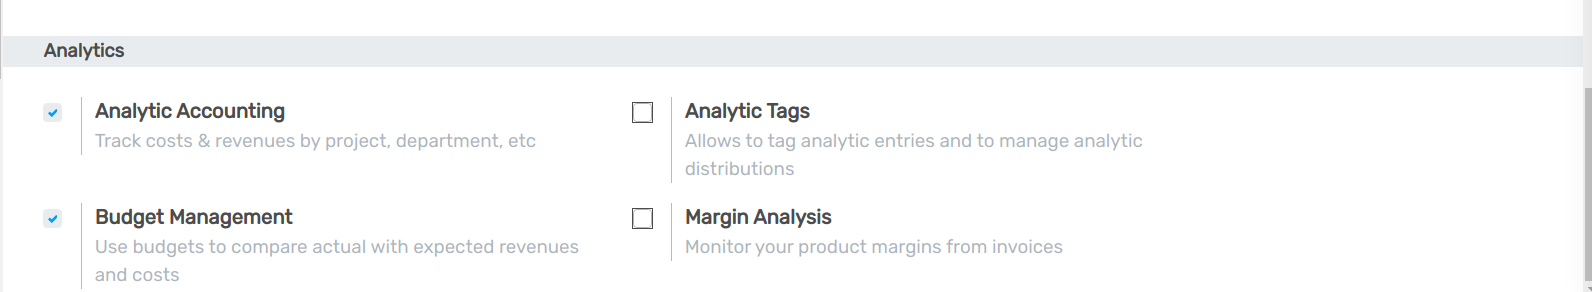 Analytics
Analytic Accounting
Track costs & revenues by project, department, etc
Analytic Tags
Allows to tag analytic entries and to manage analytic
distributions
Budget Management
Use budgets to compare actual with expected revenues
and costs
Margin Analysis
Monitor your product margins from invoices